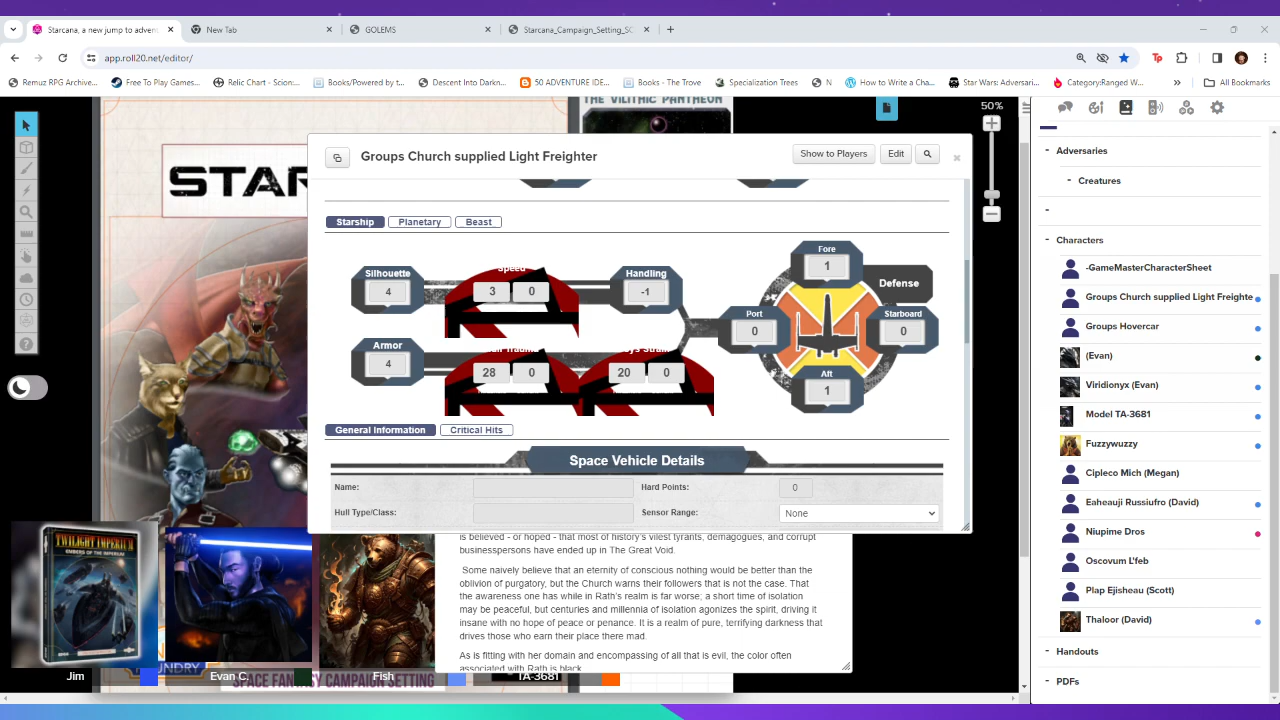 Starcana, a new jump to adven
New Tab
GOLEMS
Starcana_Campaign_Setting_SC
app.roll20.net/editor/
Remuz RPG Archive...
Free To Play Games...
Relic Chart - Scion:...
Books/Powered by t...
Descent Into Darkn...
50 ADVENTURE IDE...
Books - The Trove
Specialization Trees
N
How to Write a Cha...
Star Wars: Adversari...
Category:Ranged W...
All Bookmarks
THE VILITHIC PANTHEON
50%
STAR
Groups Church supplied Light Freighter
Show to Players
Edit
Starship
Planetary
Beast
Silhouette
4
Speed
3 0
Handling
-1
Armor
4
28 0
20 0
Fore
1
Defense
Port
0
Starboard
0
Aft
1
General Information
Critical Hits
Space Vehicle Details
Name:
Hard Points:
0
Hull Type/Class:
Sensor Range:
None
is believed - or hoped - that most of history's vilest tyrants, demagogues, and corrupt
business persons have ended up in The Great Void.
Some naively believe that an eternity of conscious nothing would be better than the
oblivion of purgatory, but the Church warns their followers that is not the case. That
the awareness one has while in Rath's realm is far worse; a short time of isolation
may be peaceful, but centuries and millennia of isolation agonizes the spirit, driving it
insane with no hope of peace or penance. It is a realm of pure, terrifying darkness that
drives those who earn their place there mad.
As is fitting with her domain and encompassing of all that is evil, the color often
associated with Rath is black.
TWILIGHT IMPERIUM
EMBERS OF THE IMPERIUM
FOUNDRY
SPACE FANTASY CAMPAIGN SETTING
Jim
Evan C.
Fish
TA-3681
Adversaries
Creatures
Characters
-GameMasterCharacterSheet
Groups Church supplied Light Freighte
Groups Hovercar
(Evan)
Viridionyx (Evan)
Model TA-3681
Fuzzywuzzy
Cipleco Mich (Megan)
Eaheauji Russiufro (David)
Niupime Dros
Oscovum L'feb
Plap Ejisheau (Scott)
Thaloor (David)
Handouts
PDFs